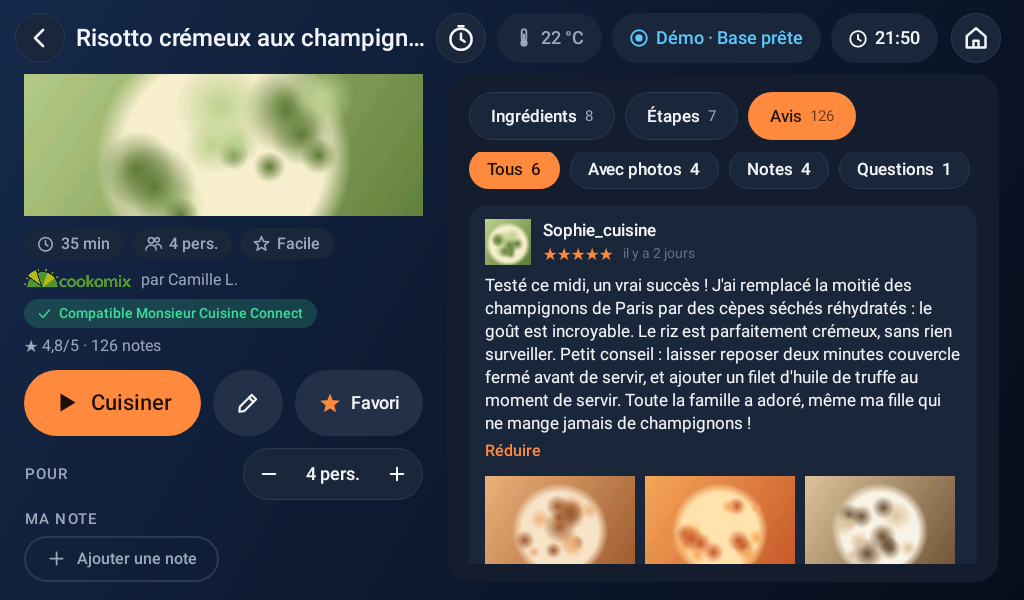 Risotto crémeux aux champign…
22 °C
Démo · Base prête
21:50
35 min
4 pers.
Facile
cookomix par Camille L.
Compatible Monsieur Cuisine Connect
★ 4,8/5 · 126 notes
Cuisiner
Favori
POUR
− 4 pers. +
MA NOTE
+ Ajouter une note
Ingrédients 8
Étapes 7
Avis 126
Tous 6
Avec photos 4
Notes 4
Questions 1
Sophie_cuisine
★★★★★ il y a 2 jours
Testé ce midi, un vrai succès ! J'ai remplacé la moitié des
champignons de Paris par des cèpes séchés réhydratés : le
goût est incroyable. Le riz est parfaitement crémeux, sans rien
surveiller. Petit conseil : laisser reposer deux minutes couvercle
fermé avant de servir, et ajouter un filet d'huile de truffe au
moment de servir. Toute la famille a adoré, même ma fille qui
ne mange jamais de champignons !
Réduire